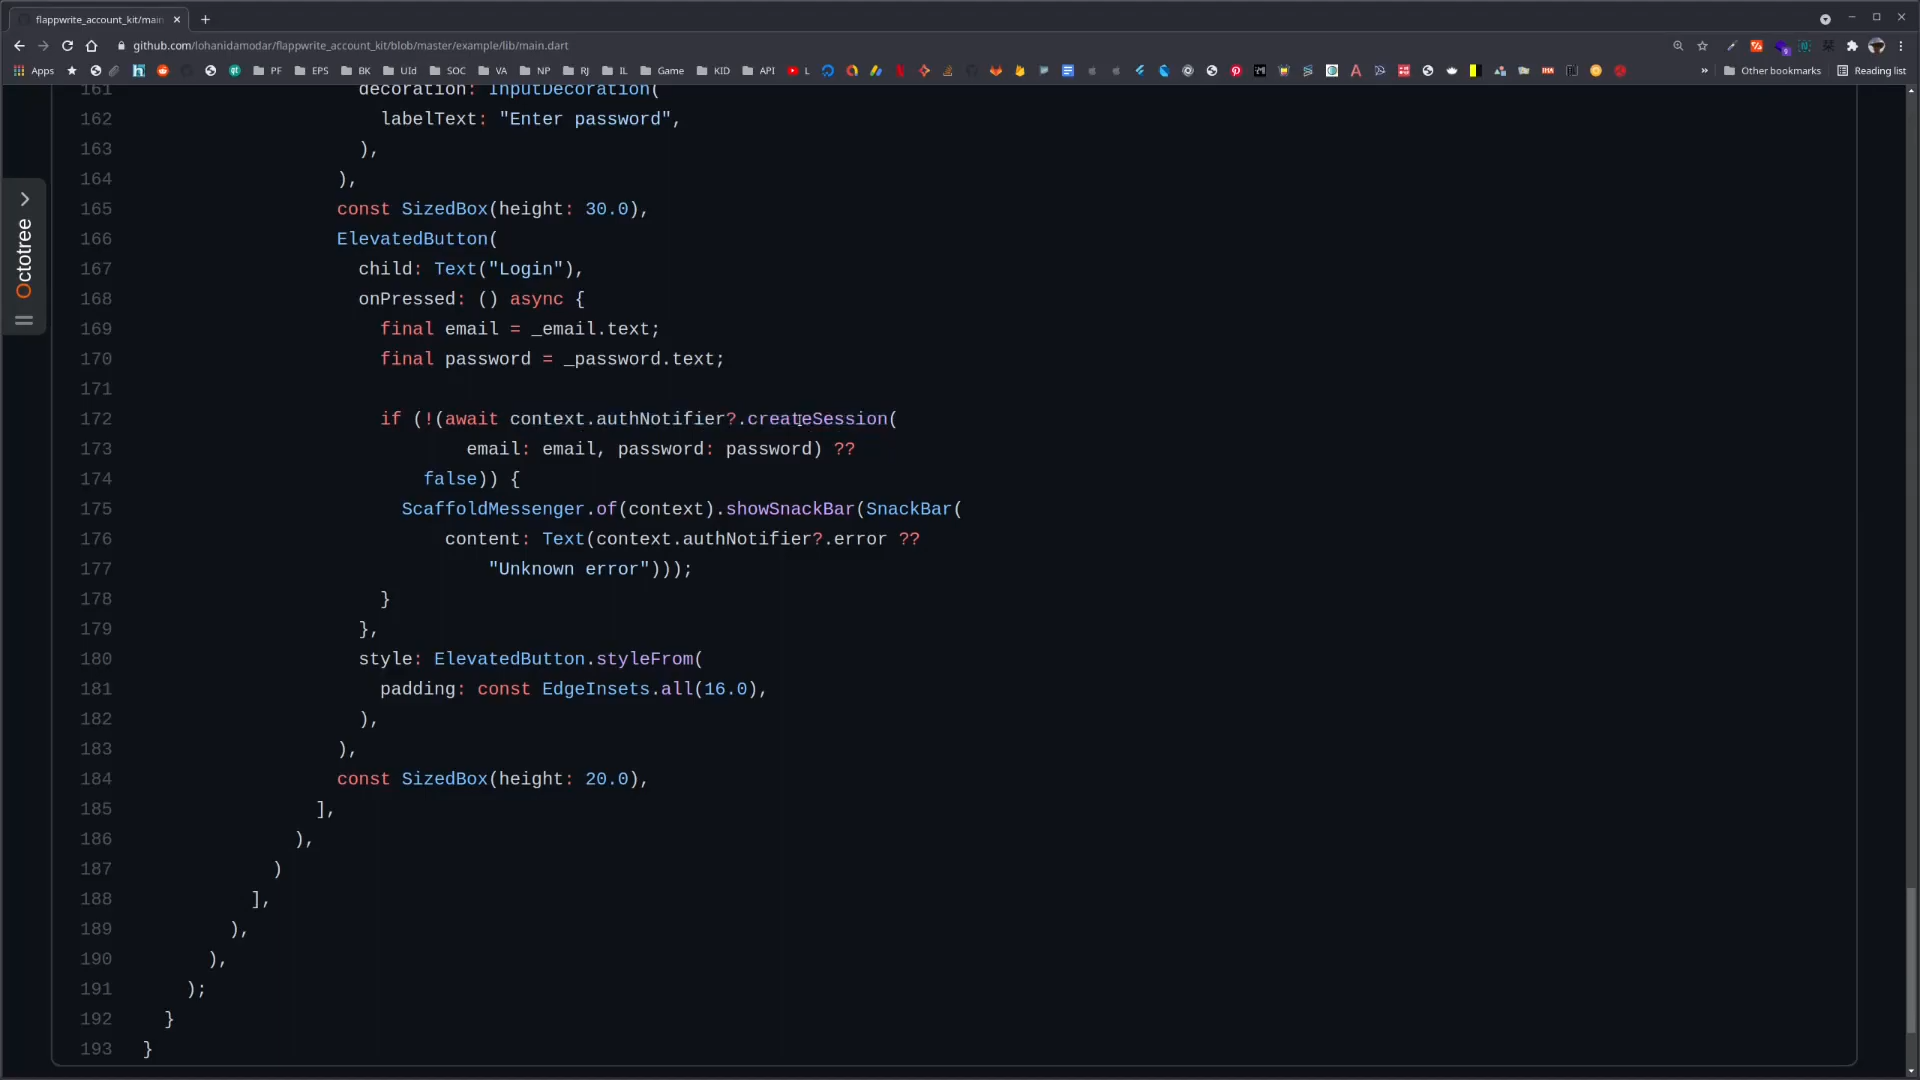 flappwrite_account_kit/main
github.com/lohanidamodar/flappwrite_account_kit/blob/master/example/lib/main.dart
Apps PF EPS BK UId SOC VA NP RJ IL Game KID API L » Other bookmarks Reading list
Octotree
161 decoration: InputDecoration(
162 labelText: "Enter password",
163 ),
164 ),
165 const SizedBox(height: 30.0),
166 ElevatedButton(
167 child: Text("Login"),
168 onPressed: () async {
169 final email = _email.text;
170 final password = _password.text;
171
172 if (!(await context.authNotifier?.createSession(
173 email: email, password: password) ??
174 false)) {
175 ScaffoldMessenger.of(context).showSnackBar(SnackBar(
176 content: Text(context.authNotifier?.error ??
177 "Unknown error")));
178 }
179 },
180 style: ElevatedButton.styleFrom(
181 padding: const EdgeInsets.all(16.0),
182 ),
183 ),
184 const SizedBox(height: 20.0),
185 ],
186 ),
187 )
188 ],
189 ),
190 ),
191 );
192 }
193 }